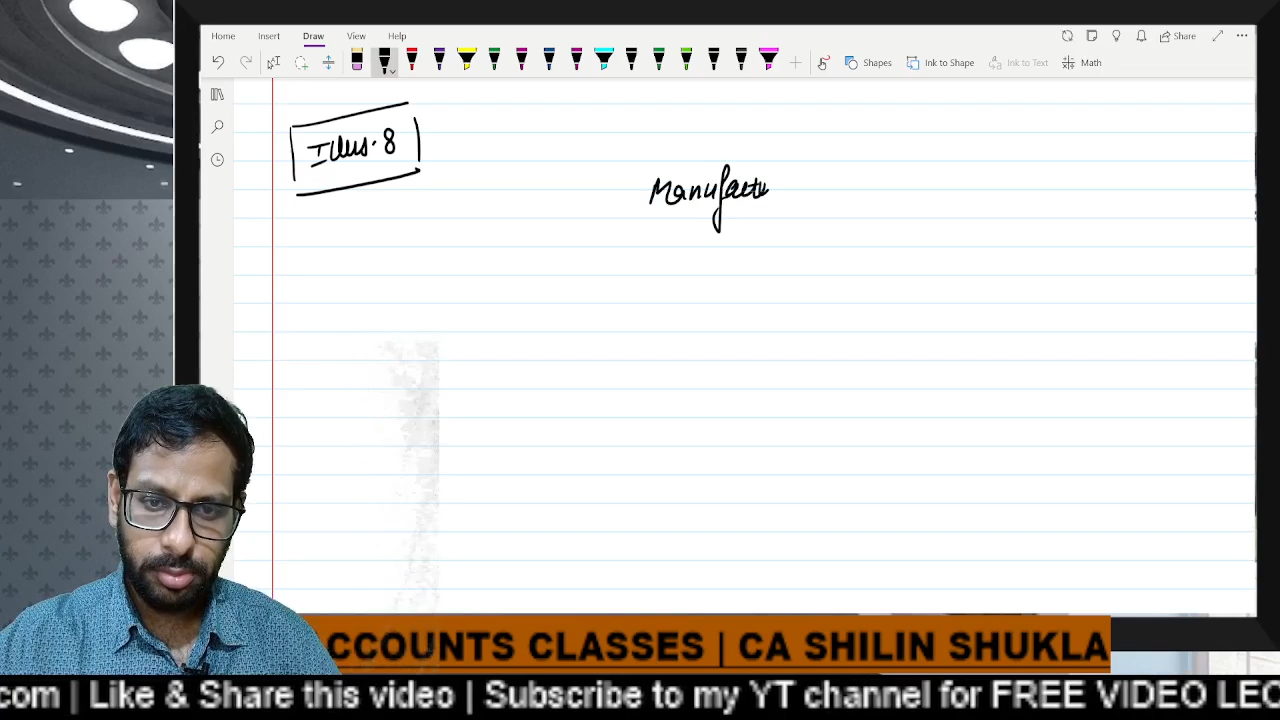 Home Insert Draw View Help Share
Shapes Ink to Shape Ink to Text Math
Illus. 8
Manufactu
CCOUNTS CLASSES | CA SHILIN SHUKLA
.com | Like & Share this video | Subscribe to my YT channel for FREE VIDEO LEC